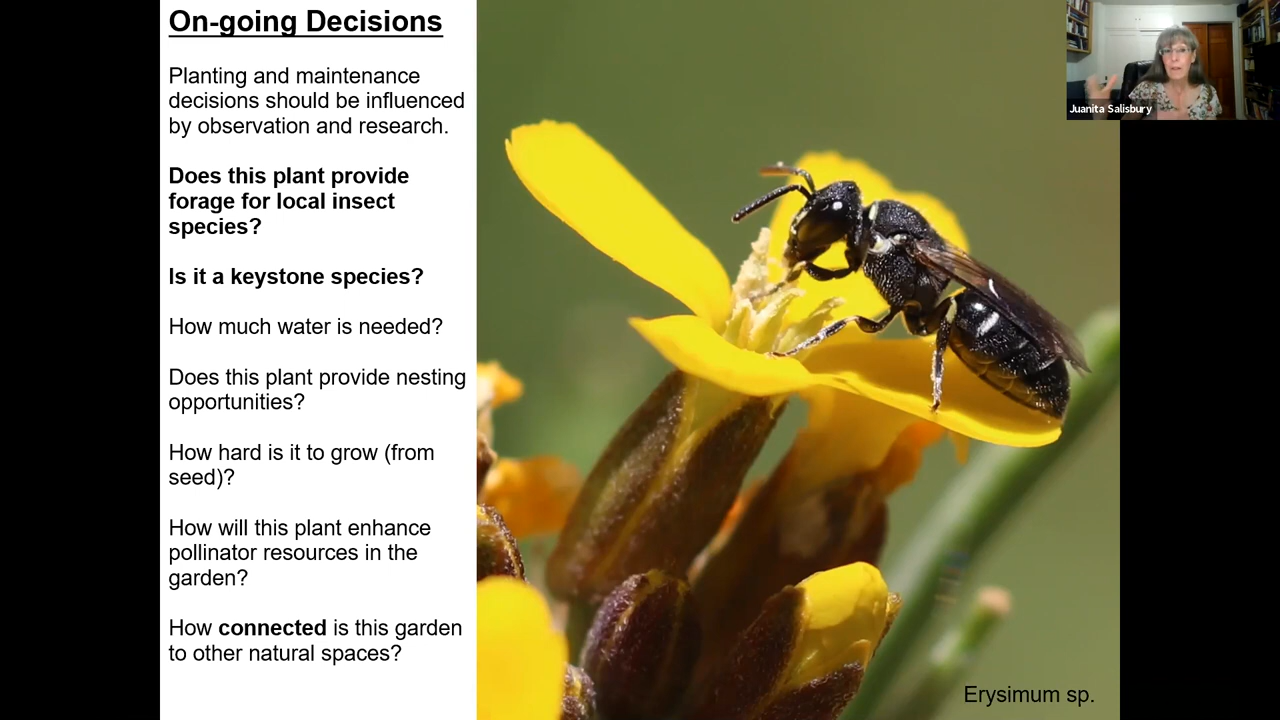 On-going Decisions
Planting and maintenance
decisions should be influenced
by observation and research.
Does this plant provide
forage for local insect
species?
Is it a keystone species?
How much water is needed?
Does this plant provide nesting
opportunities?
How hard is it to grow (from
seed)?
How will this plant enhance
pollinator resources in the
garden?
How connected is this garden
to other natural spaces?
Juanita Salisbury
Erysimum sp.